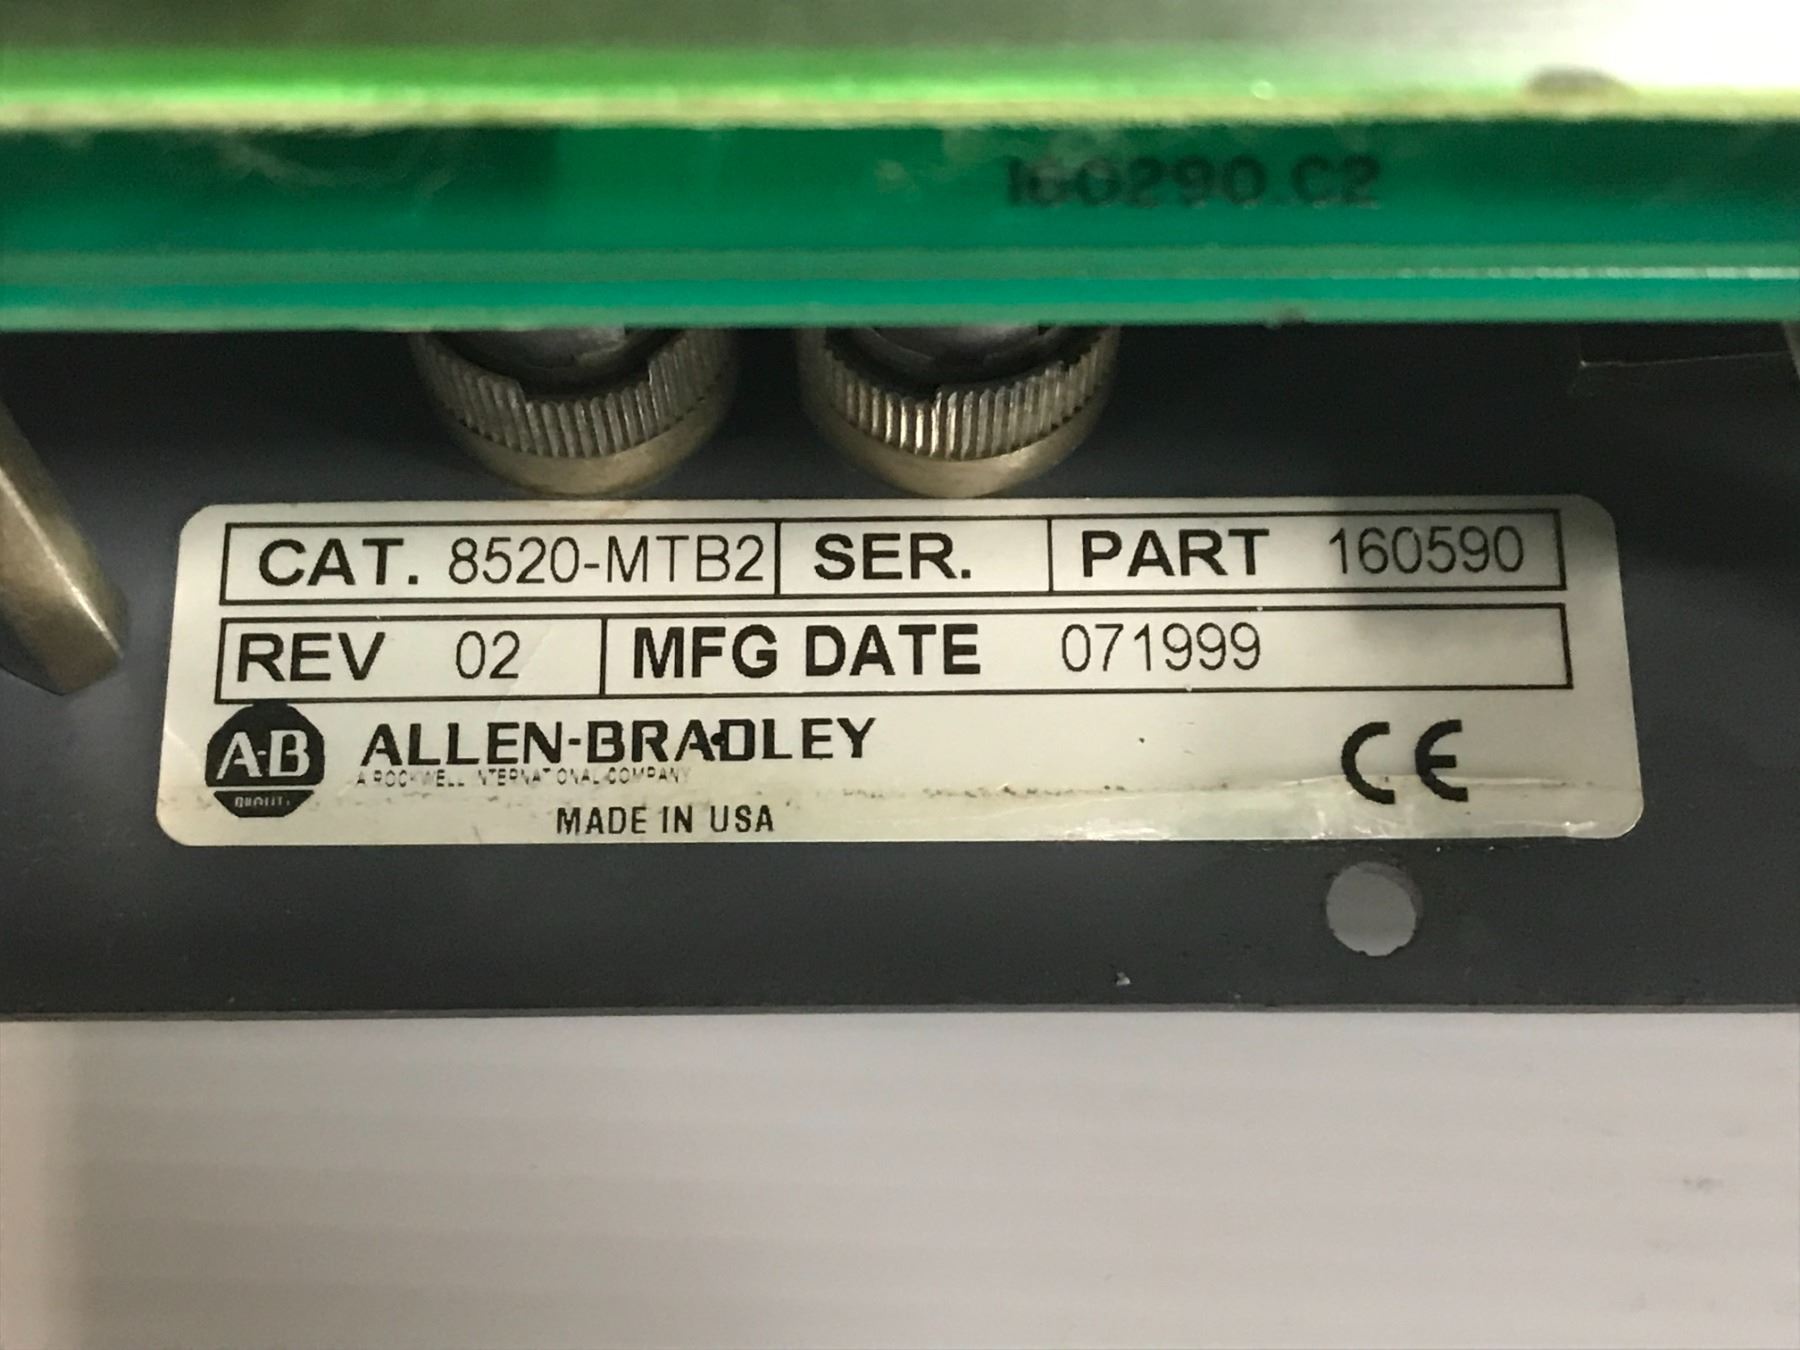 160290.C2
CAT. 8520-MTB2 SER. PART 160590
REV 02 MFG DATE 071999
A-B
QUALITY
ALLEN-BRADLEY
A ROCKWELL INTERNATIONAL COMPANY
MADE IN USA
CE